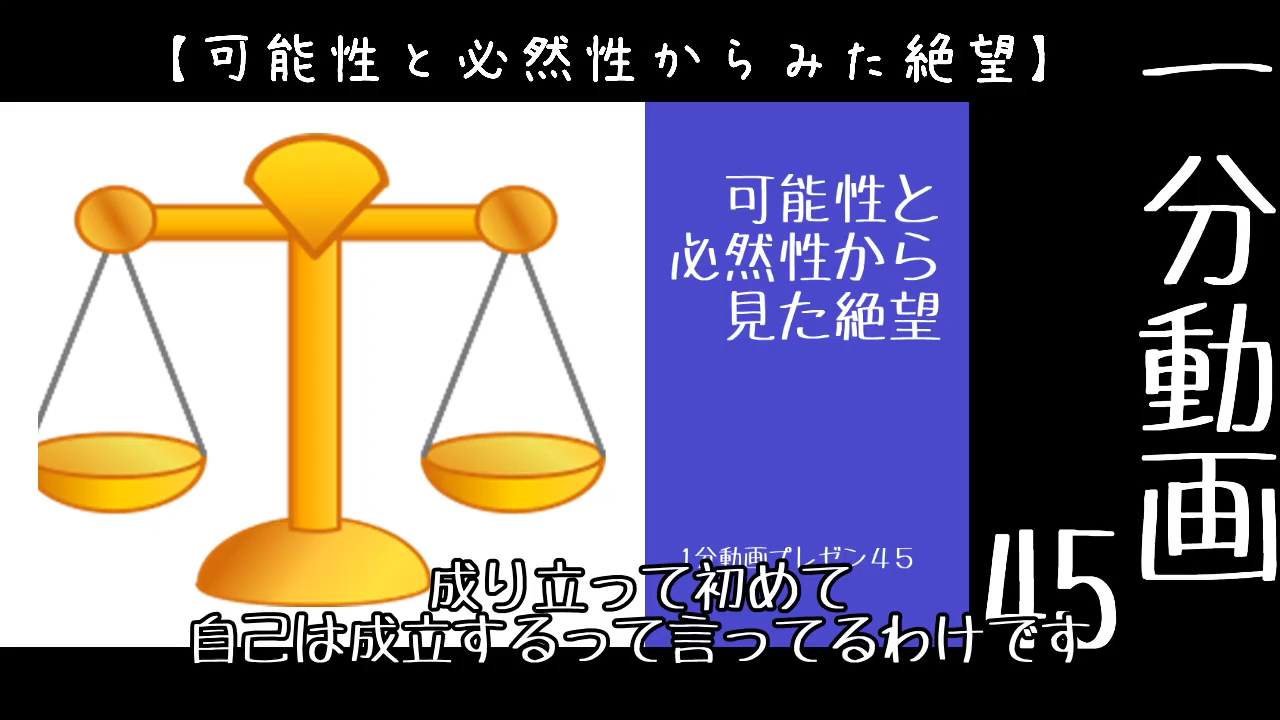 【可能性と必然性からみた絶望】
可能性と
必然性から
見た絶望
1分動画プレゼン45
成り立って初めて
自己は成立するって言ってるわけです
一分動画
45